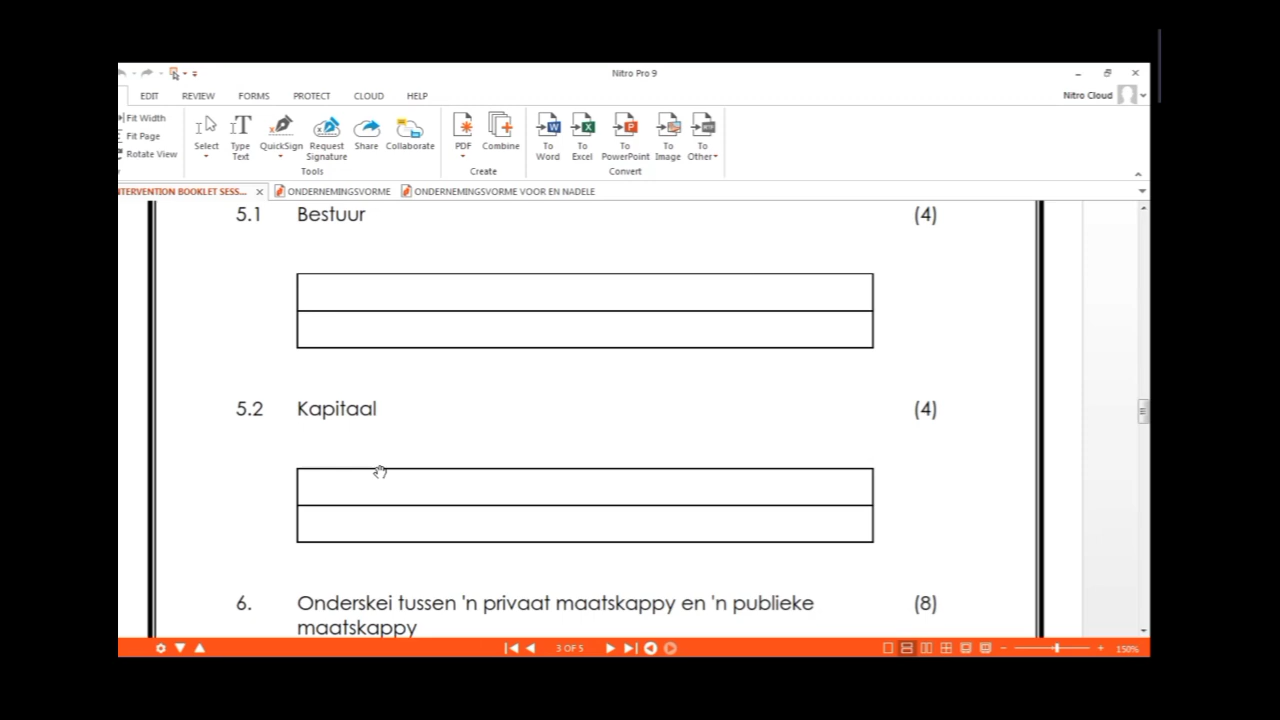 Nitro Pro 9
EDIT REVIEW FORMS PROTECT CLOUD HELP
Nitro Cloud
Fit Width
Fit Page
Rotate View
Select
Type Text
QuickSign
Request Signature
Share
Collaborate
Tools
PDF
Combine
Create
To Word
To Excel
To PowerPoint
To Image
To Other
Convert
NTERVENTION BOOKLET SESS... ONDERNEMINGSVORME ONDERNEMINGSVORME VOOR EN NADELE
5.1 Bestuur (4)
5.2 Kapitaal (4)
6. Onderskei tussen 'n privaat maatskappy en 'n publieke (8)
maatskappy
3 OF 5
150%